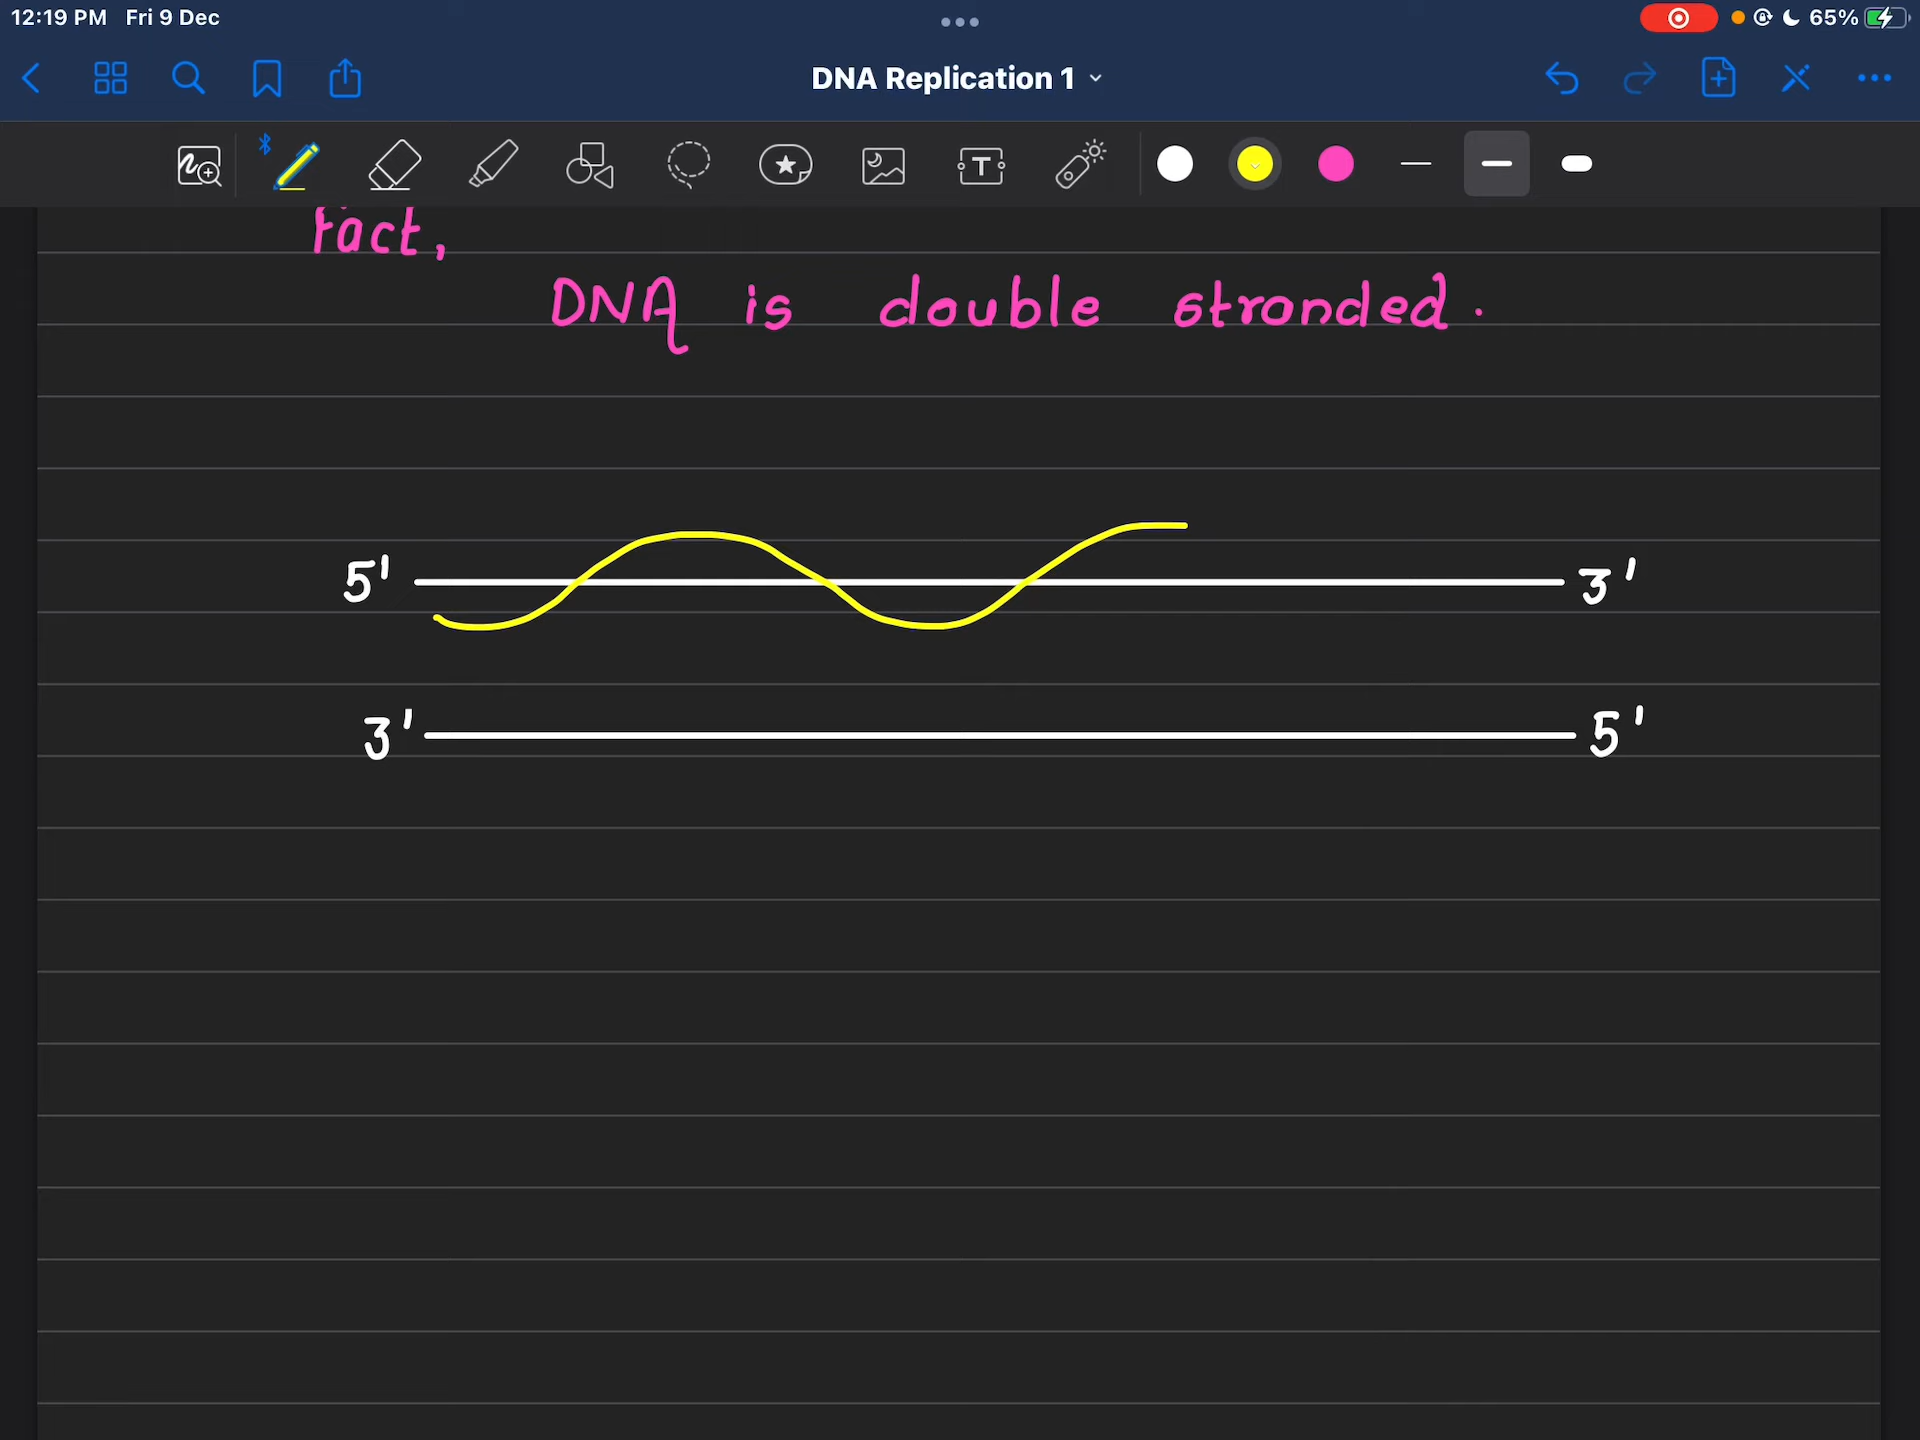 12:19 PM Fri 9 Dec 65%
DNA Replication 1
T
fact,
DNA is double stranded.
5' 3'
3' 5'